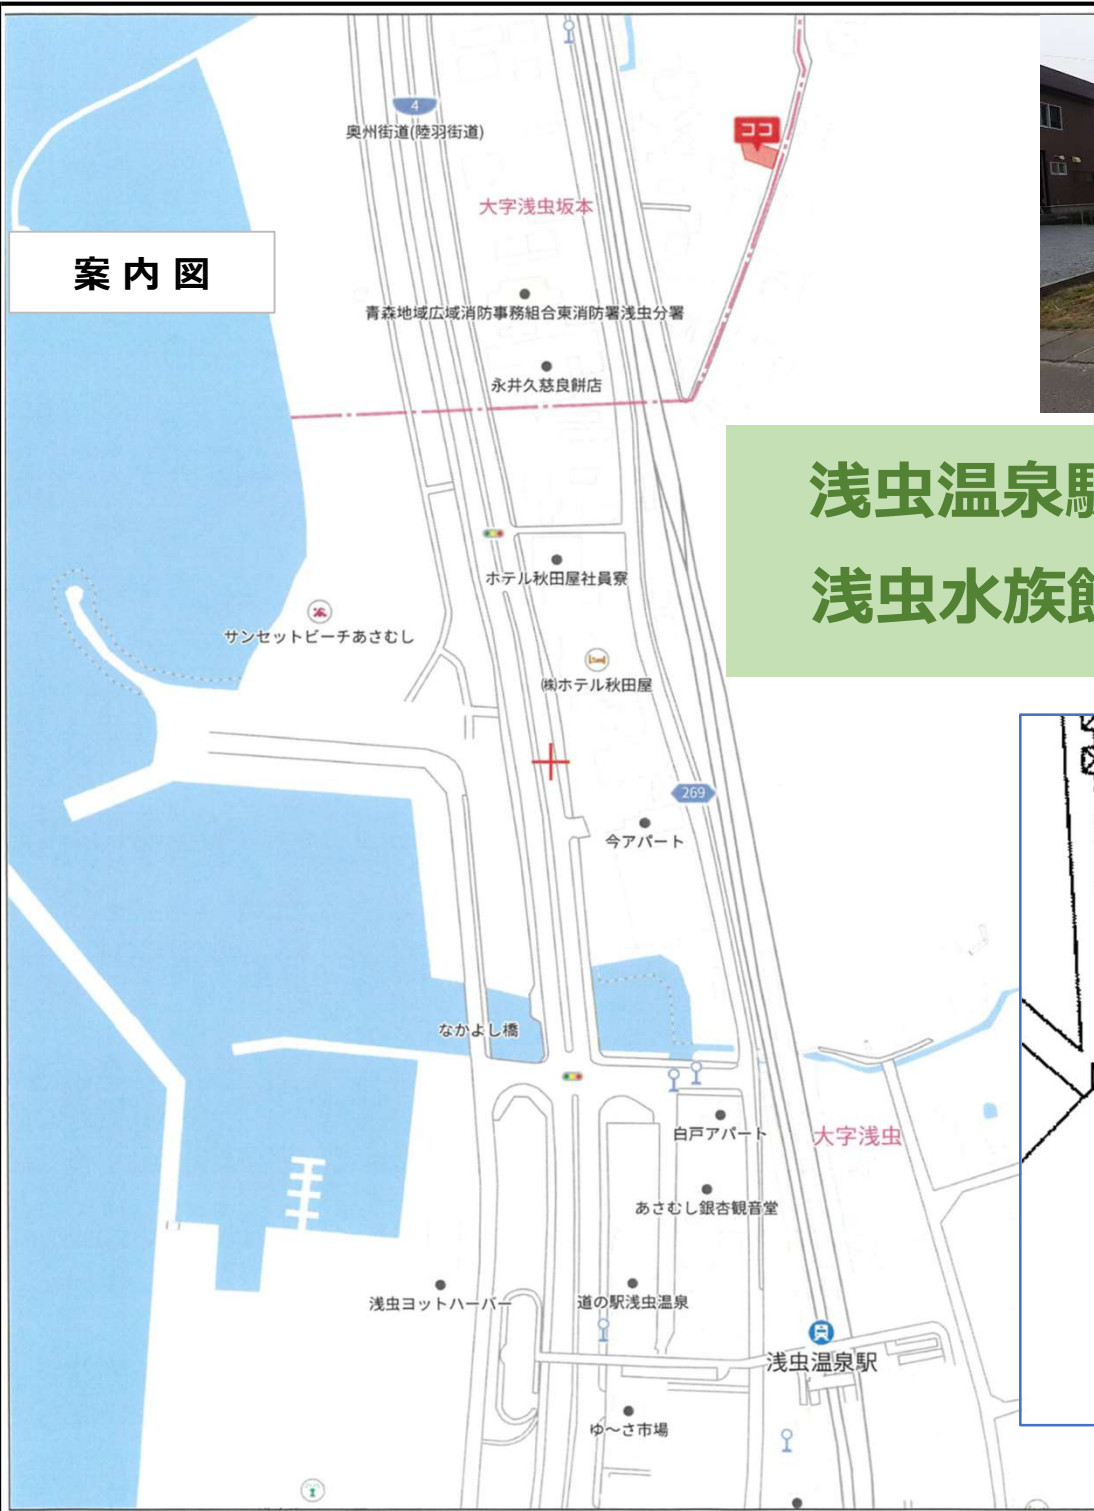 4
奥州街道(陸羽街道)
ココ
大字浅虫坂本
案内図
青森地域広域消防事務組合東消防署浅虫分署
永井久慈良餅店
浅虫温泉駅
浅虫水族館
ホテル秋田屋社員寮
サンセットビーチあさむし
㈱ホテル秋田屋
269
今アパート
なかよし橋
白戸アパート
大字浅虫
あさむし銀杏観音堂
浅虫ヨットハーバー
道の駅浅虫温泉
浅虫温泉駅
ゆ〜さ市場